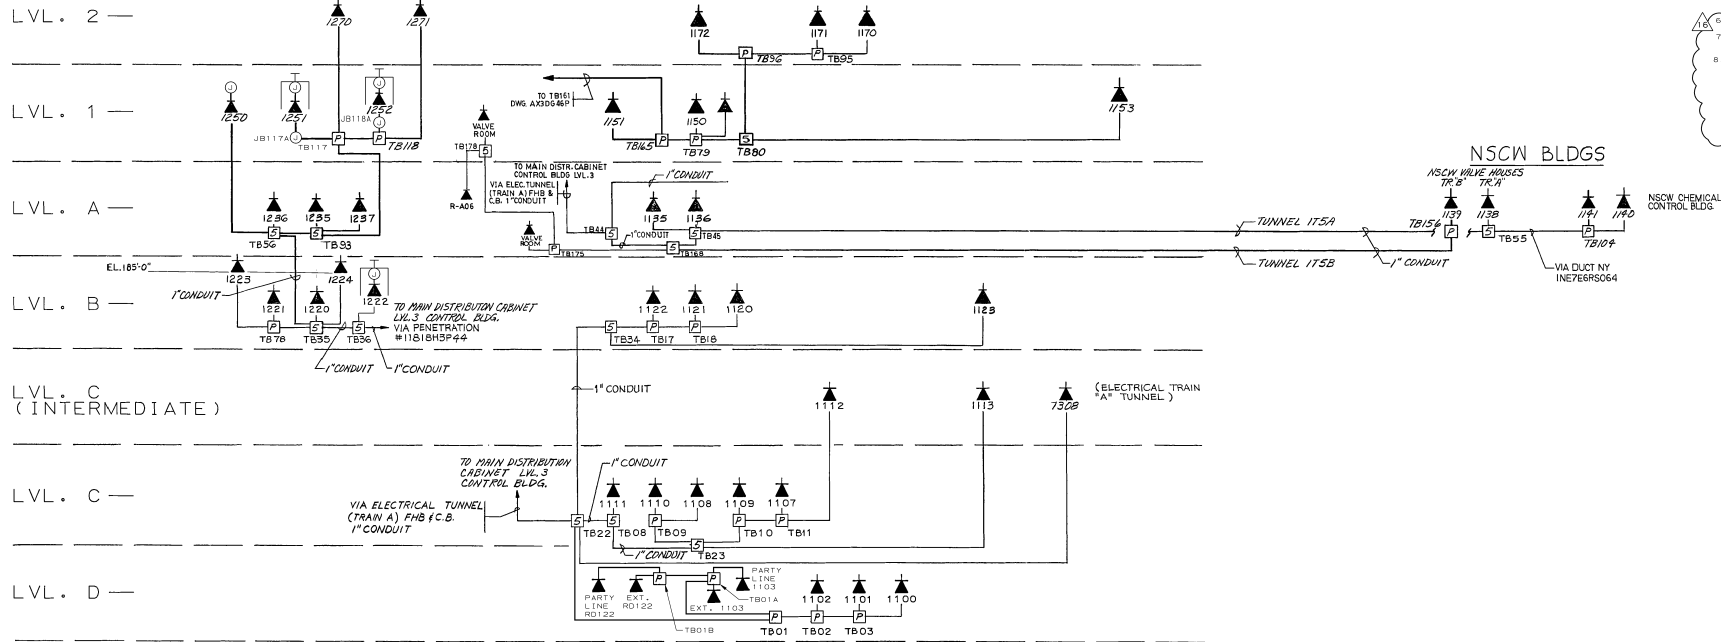 LVL. 2
1270
1271
1172
1171
1170
P
TB96
P
TB95
16
6
7
8
LVL. 1
J
1250
J
1251
J
1252
JB118A
J
JB117A
J
TB117
P
P
TB118
VALVE
ROOM
TB178
S
TO TB161
DWG. AX3DG46P
1151
1150
1153
P
TB165
P
TB79
S
TB80
LVL. A
1236
1235
1237
S
TB56
S
TB93
R-A06
TO MAIN DISTR. CABINET
CONTROL BLDG LVL.3
VIA ELEC.TUNNEL
(TRAIN A) FHB &
C.B. 1"CONDUIT
1"CONDUIT
1135
1136
TB44
S
1"CONDUIT
S
TB45
VALVE
ROOM
P
TB175
S
TB168
TUNNEL 1T5A
TUNNEL 1T5B
1" CONDUIT
NSCW BLDGS
NSCW VALVE HOUSES
TR."B" TR."A"
1139
1138
1141
1140
NSCW CHEMICAL
CONTROL BLDG.
TB156
P
S
TB55
P
TB104
VIA DUCT NY
1NE7E6RS064
LVL. B
EL.185'-0"
1223
1224
J
1"CONDUIT
1221
1220
1222
TO MAIN DISTRIBUTION CABINET
LVL.3 CONTROL BLDG.
VIA PENETRATION
#11818H3P44
P
TB78
S
TB35
S
TB36
1"CONDUIT
1"CONDUIT
1122
1121
1120
1123
S
TB34
P
TB17
P
TB18
LVL. C
(INTERMEDIATE)
1" CONDUIT
1112
1113
7308
(ELECTRICAL TRAIN
"A" TUNNEL)
LVL. C
TO MAIN DISTRIBUTION
CABINET LVL.3
CONTROL BLDG.
1"CONDUIT
VIA ELECTRICAL TUNNEL
(TRAIN A) FHB & C.B.
1"CONDUIT
1111
1110
1108
1109
1107
S
TB22
S
TB08
P
TB09
P
TB10
P
TB11
1"CONDUIT
S
TB23
LVL. D
PARTY
LINE
R0122
EXT.
R0122
P
P
EXT. 1103
PARTY
LINE
1103
TB01A
TB01B
1102
1101
1100
P
TB01
P
TB02
P
TB03